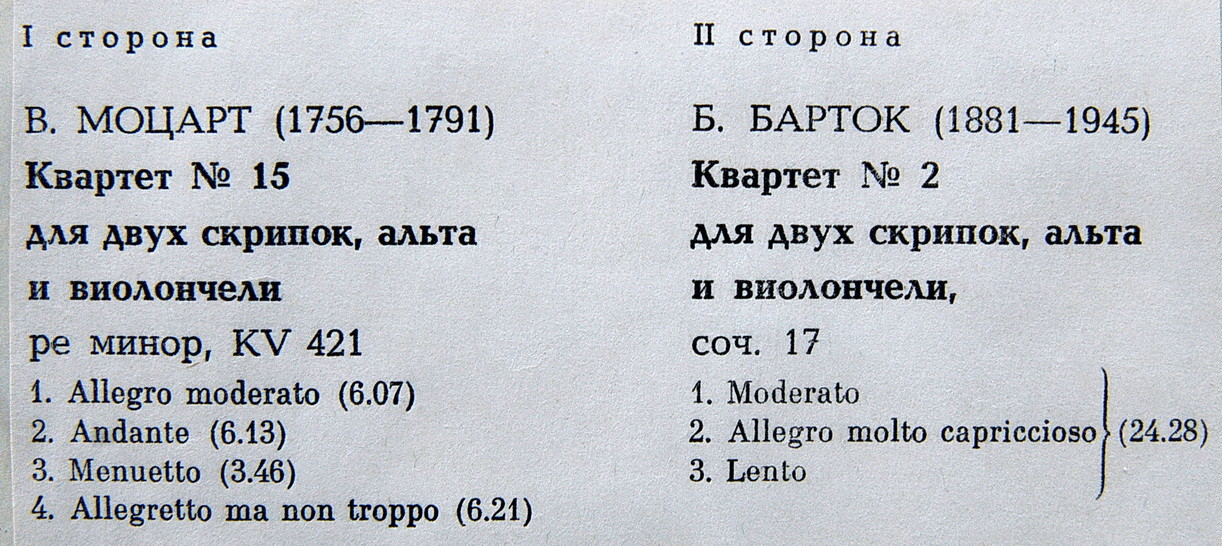 I сторона
В. МОЦАРТ (1756—1791)
Квартет № 15
для двух скрипок, альта
и виолончели
ре минор, KV 421
1. Allegro moderato (6.07)
2. Andante (6.13)
3. Menuetto (3.46)
4. Allegretto ma non troppo (6.21)
II сторона
Б. БАРТОК (1881—1945)
Квартет № 2
для двух скрипок, альта
и виолончели,
соч. 17
1. Moderato
2. Allegro molto capriccioso (24.28)
3. Lento